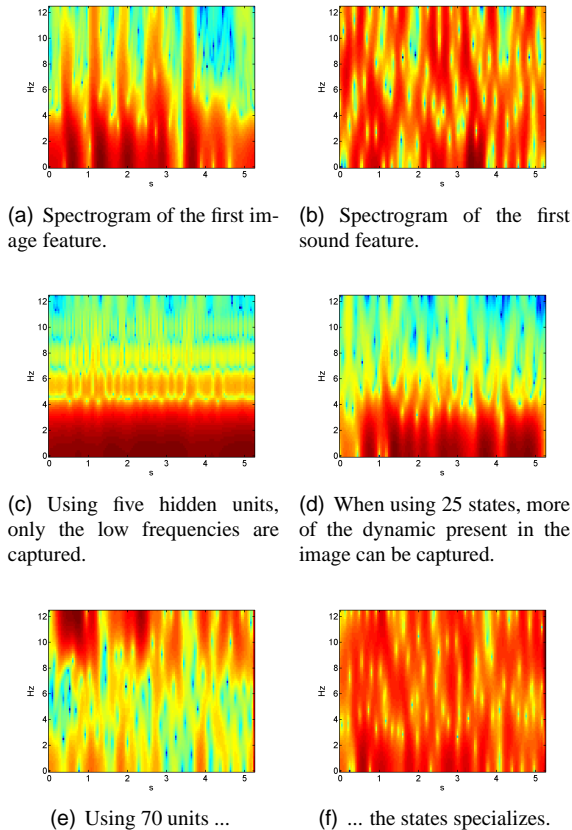 12
10
8
6
4
2
0
Hz
0 1 2 3 4 5
s
12
10
8
6
4
2
0
Hz
0 1 2 3 4 5
s
(a) Spectrogram of the first im-
age feature.
(b) Spectrogram of the first
sound feature.
12
10
8
6
4
2
0
Hz
0 1 2 3 4 5
s
12
10
8
6
4
2
0
Hz
0 1 2 3 4 5
s
(c) Using five hidden units,
only the low frequencies are
captured.
(d) When using 25 states, more
of the dynamic present in the
image can be captured.
12
10
8
6
4
2
0
Hz
0 1 2 3 4 5
s
12
10
8
6
4
2
0
Hz
0 1 2 3 4 5
s
(e) Using 70 units ...
(f) ... the states specializes.